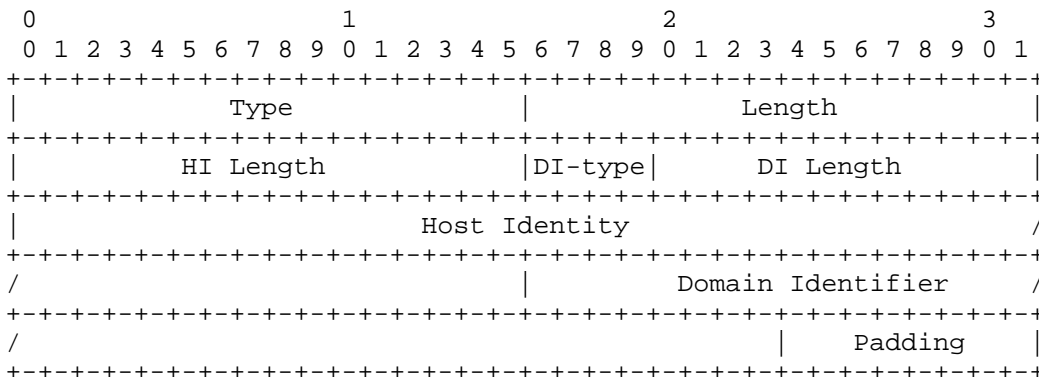 0                   1                   2                   3
 0 1 2 3 4 5 6 7 8 9 0 1 2 3 4 5 6 7 8 9 0 1 2 3 4 5 6 7 8 9 0 1
+-+-+-+-+-+-+-+-+-+-+-+-+-+-+-+-+-+-+-+-+-+-+-+-+-+-+-+-+-+-+-+-+
|             Type              |             Length            |
+-+-+-+-+-+-+-+-+-+-+-+-+-+-+-+-+-+-+-+-+-+-+-+-+-+-+-+-+-+-+-+-+
|          HI Length            |DI-type|      DI Length        |
+-+-+-+-+-+-+-+-+-+-+-+-+-+-+-+-+-+-+-+-+-+-+-+-+-+-+-+-+-+-+-+-+
|                         Host Identity                         /
+-+-+-+-+-+-+-+-+-+-+-+-+-+-+-+-+-+-+-+-+-+-+-+-+-+-+-+-+-+-+-+-+
/                               |         Domain Identifier     /
+-+-+-+-+-+-+-+-+-+-+-+-+-+-+-+-+-+-+-+-+-+-+-+-+-+-+-+-+-+-+-+-+
/                                               |    Padding    |
+-+-+-+-+-+-+-+-+-+-+-+-+-+-+-+-+-+-+-+-+-+-+-+-+-+-+-+-+-+-+-+-+